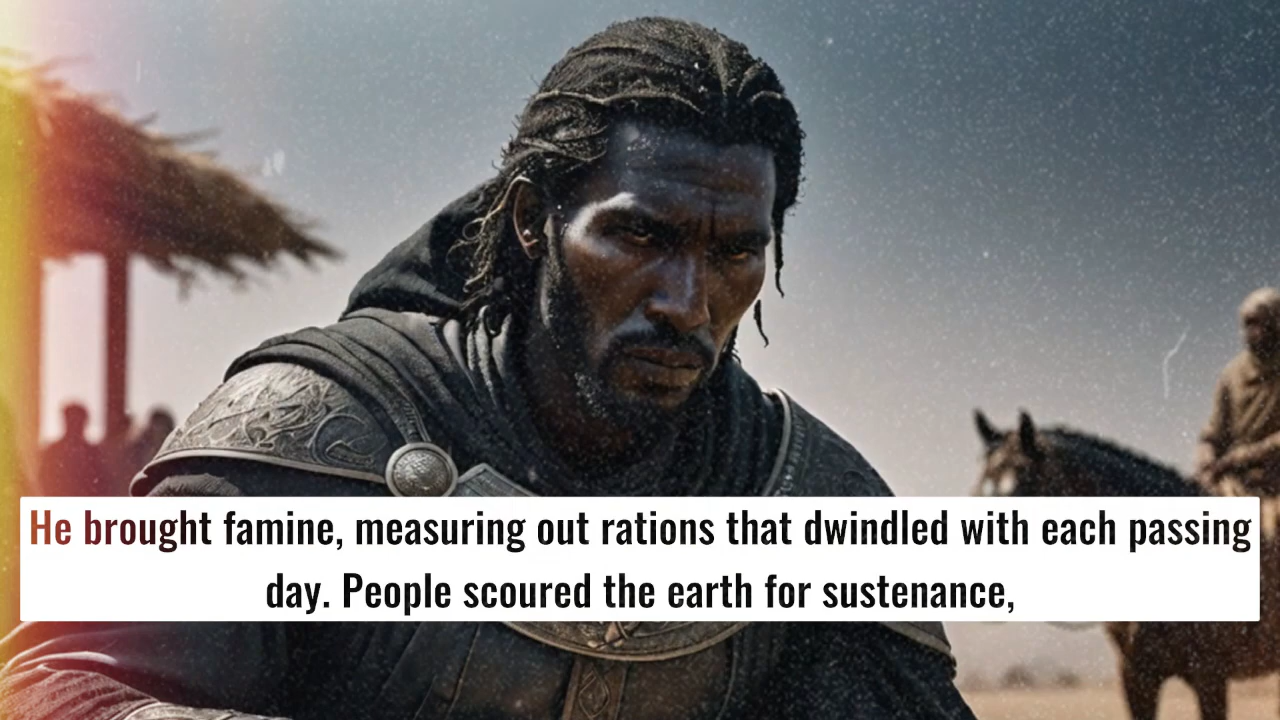 He brought famine, measuring out rations that dwindled with each passing
day. People scoured the earth for sustenance,